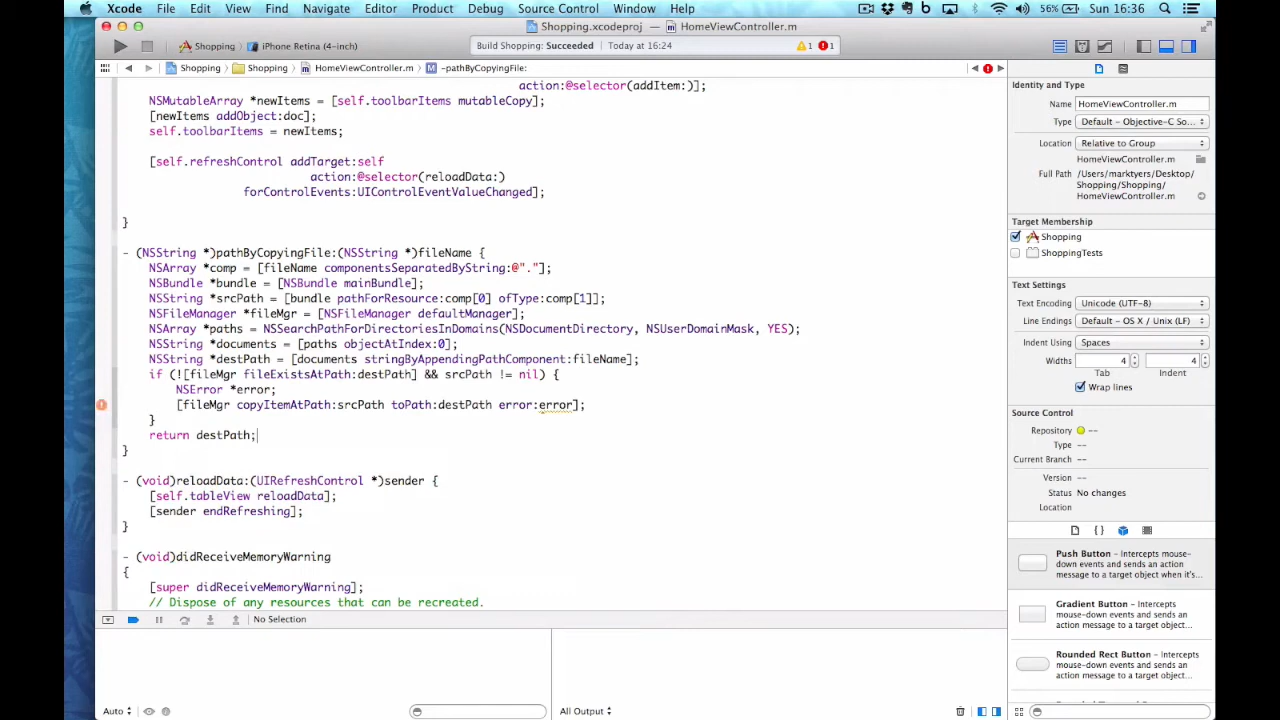 Xcode File Edit View Find Navigate Editor Product Debug Source Control Window Help 56% Sun 16:36
Shopping.xcodeproj — HomeViewController.m
Shopping iPhone Retina (4-inch) Build Shopping: Succeeded Today at 16:24 1 1
Shopping Shopping HomeViewController.m M -pathByCopyingFile:
action:@selector(addItem:)];
NSMutableArray *newItems = [self.toolbarItems mutableCopy];
[newItems addObject:doc];
self.toolbarItems = newItems;
[self.refreshControl addTarget:self
action:@selector(reloadData:)
forControlEvents:UIControlEventValueChanged];
}
- (NSString *)pathByCopyingFile:(NSString *)fileName {
NSArray *comp = [fileName componentsSeparatedByString:@"."];
NSBundle *bundle = [NSBundle mainBundle];
NSString *srcPath = [bundle pathForResource:comp[0] ofType:comp[1]];
NSFileManager *fileMgr = [NSFileManager defaultManager];
NSArray *paths = NSSearchPathForDirectoriesInDomains(NSDocumentDirectory, NSUserDomainMask, YES);
NSString *documents = [paths objectAtIndex:0];
NSString *destPath = [documents stringByAppendingPathComponent:fileName];
if (![fileMgr fileExistsAtPath:destPath] && srcPath != nil) {
NSError *error;
[fileMgr copyItemAtPath:srcPath toPath:destPath error:error];
}
return destPath;
}
- (void)reloadData:(UIRefreshControl *)sender {
[self.tableView reloadData];
[sender endRefreshing];
}
- (void)didReceiveMemoryWarning
{
[super didReceiveMemoryWarning];
// Dispose of any resources that can be recreated.
No Selection
Auto
All Output
Identity and Type
Name HomeViewController.m
Type Default - Objective-C So...
Location Relative to Group
HomeViewController.m
Full Path /Users/marktyers/Desktop/
Shopping/Shopping/
HomeViewController.m
Target Membership
Shopping
ShoppingTests
Text Settings
Text Encoding Unicode (UTF-8)
Line Endings Default - OS X / Unix (LF)
Indent Using Spaces
Widths 4 4
Tab Indent
Wrap lines
Source Control
Repository --
Type --
Current Branch --
Version --
Status No changes
Location
Push Button - Intercepts mouse-
down events and sends an
action message to a target object when it's...
Gradient Button - Intercepts
mouse-down events and sends an
action message to a target object...
Rounded Rect Button - Intercepts
mouse-down events and sends an
action message to a target object...